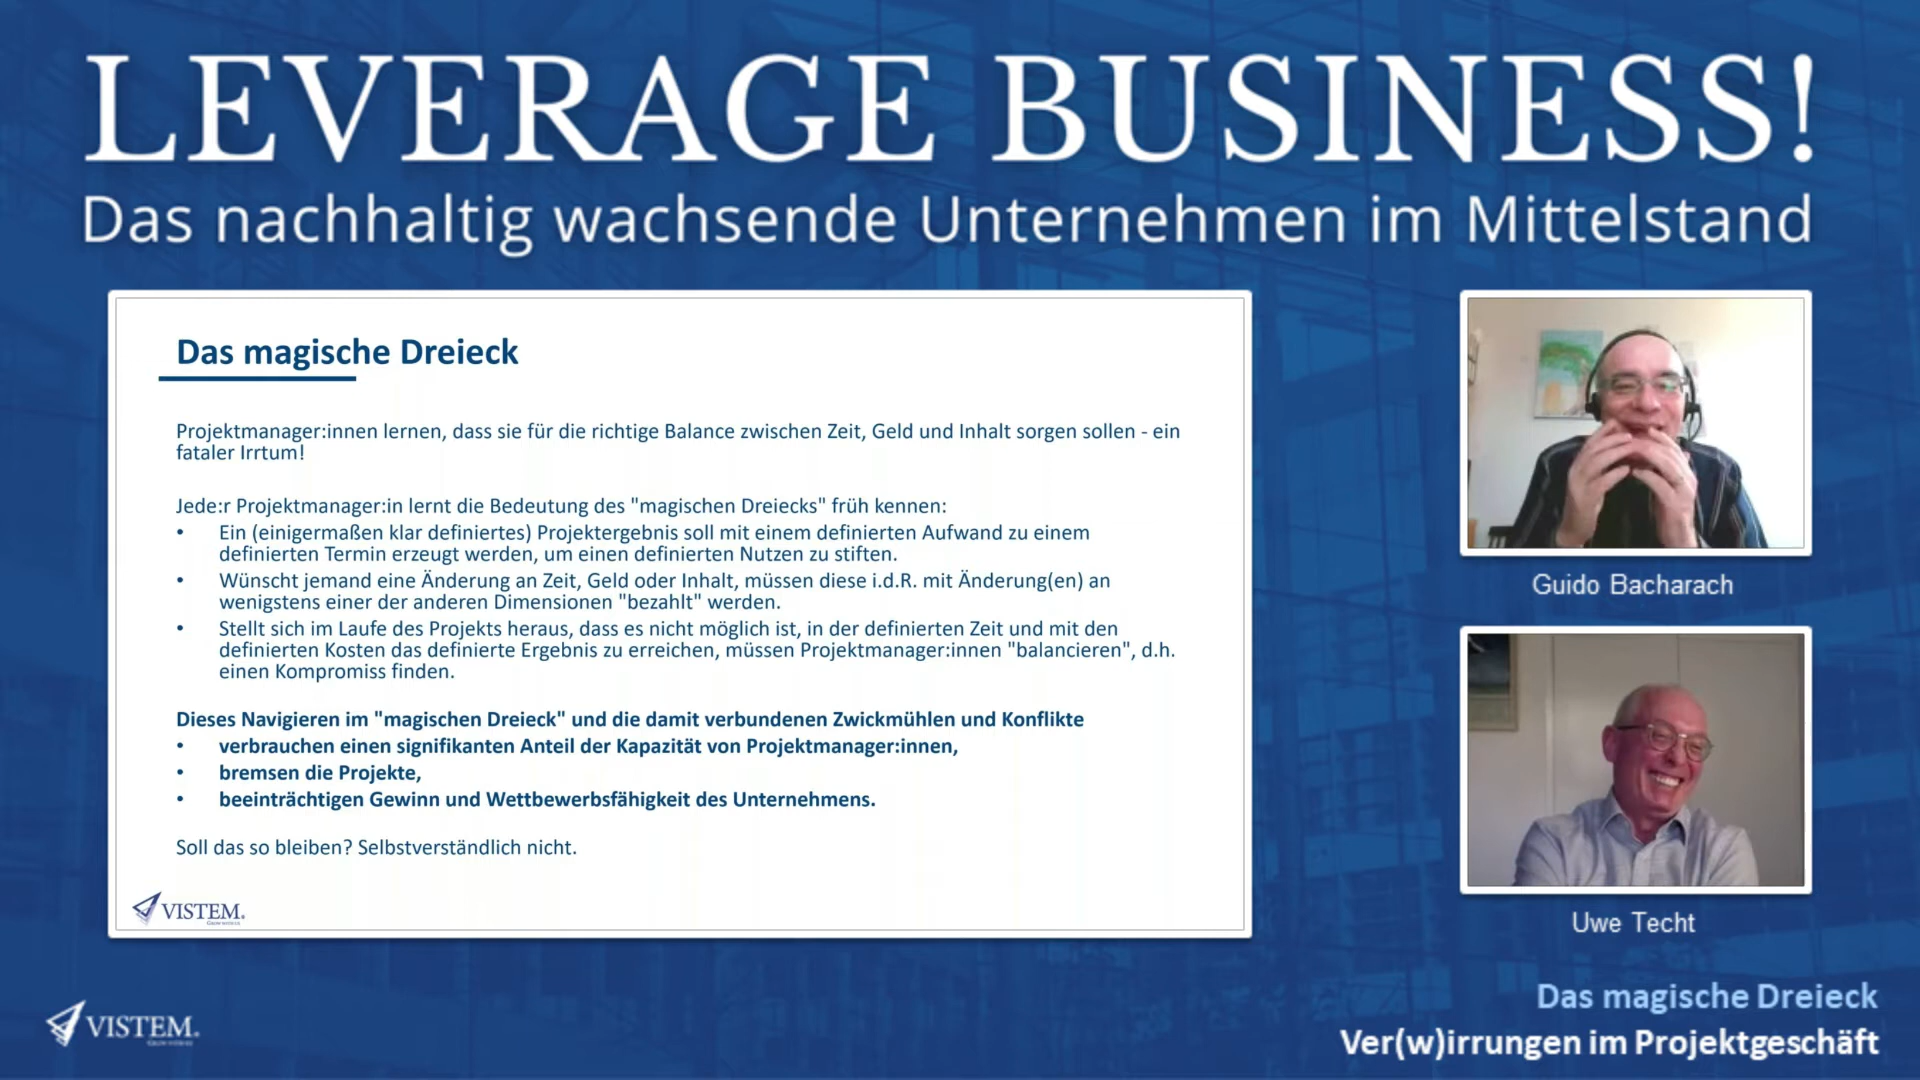 LEVERAGE BUSINESS!
Das nachhaltig wachsende Unternehmen im Mittelstand
Das magische Dreieck
Projektmanager:innen lernen, dass sie für die richtige Balance zwischen Zeit, Geld und Inhalt sorgen sollen - ein
fataler Irrtum!
Jede:r Projektmanager:in lernt die Bedeutung des "magischen Dreiecks" früh kennen:
• Ein (einigermaßen klar definiertes) Projektergebnis soll mit einem definierten Aufwand zu einem
definierten Termin erzeugt werden, um einen definierten Nutzen zu stiften.
• Wünscht jemand eine Änderung an Zeit, Geld oder Inhalt, müssen diese i.d.R. mit Änderung(en) an
wenigstens einer der anderen Dimensionen "bezahlt" werden.
• Stellt sich im Laufe des Projekts heraus, dass es nicht möglich ist, in der definierten Zeit und mit den
definierten Kosten das definierte Ergebnis zu erreichen, müssen Projektmanager:innen "balancieren", d.h.
einen Kompromiss finden.
Dieses Navigieren im "magischen Dreieck" und die damit verbundenen Zwickmühlen und Konflikte
• verbrauchen einen signifikanten Anteil der Kapazität von Projektmanager:innen,
• bremsen die Projekte,
• beeinträchtigen Gewinn und Wettbewerbsfähigkeit des Unternehmens.
Soll das so bleiben? Selbstverständlich nicht.
VISTEM.
Guido Bacharach
Uwe Techt
VISTEM.
Das magische Dreieck
Ver(w)irrungen im Projektgeschäft